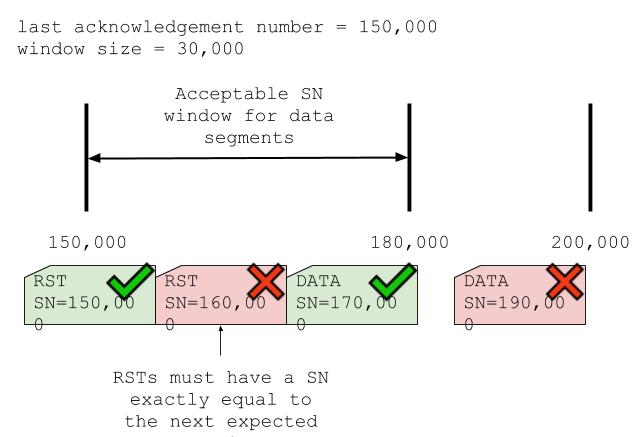 last acknowledgement number = 150,000
window size = 30,000
Acceptable SN
window for data
segments
150,000
180,000
200,000
RST
SN=150,00
0
RST
SN=160,00
0
DATA
SN=170,00
0
DATA
SN=190,00
0
RSTs must have a SN
exactly equal to
the next expected